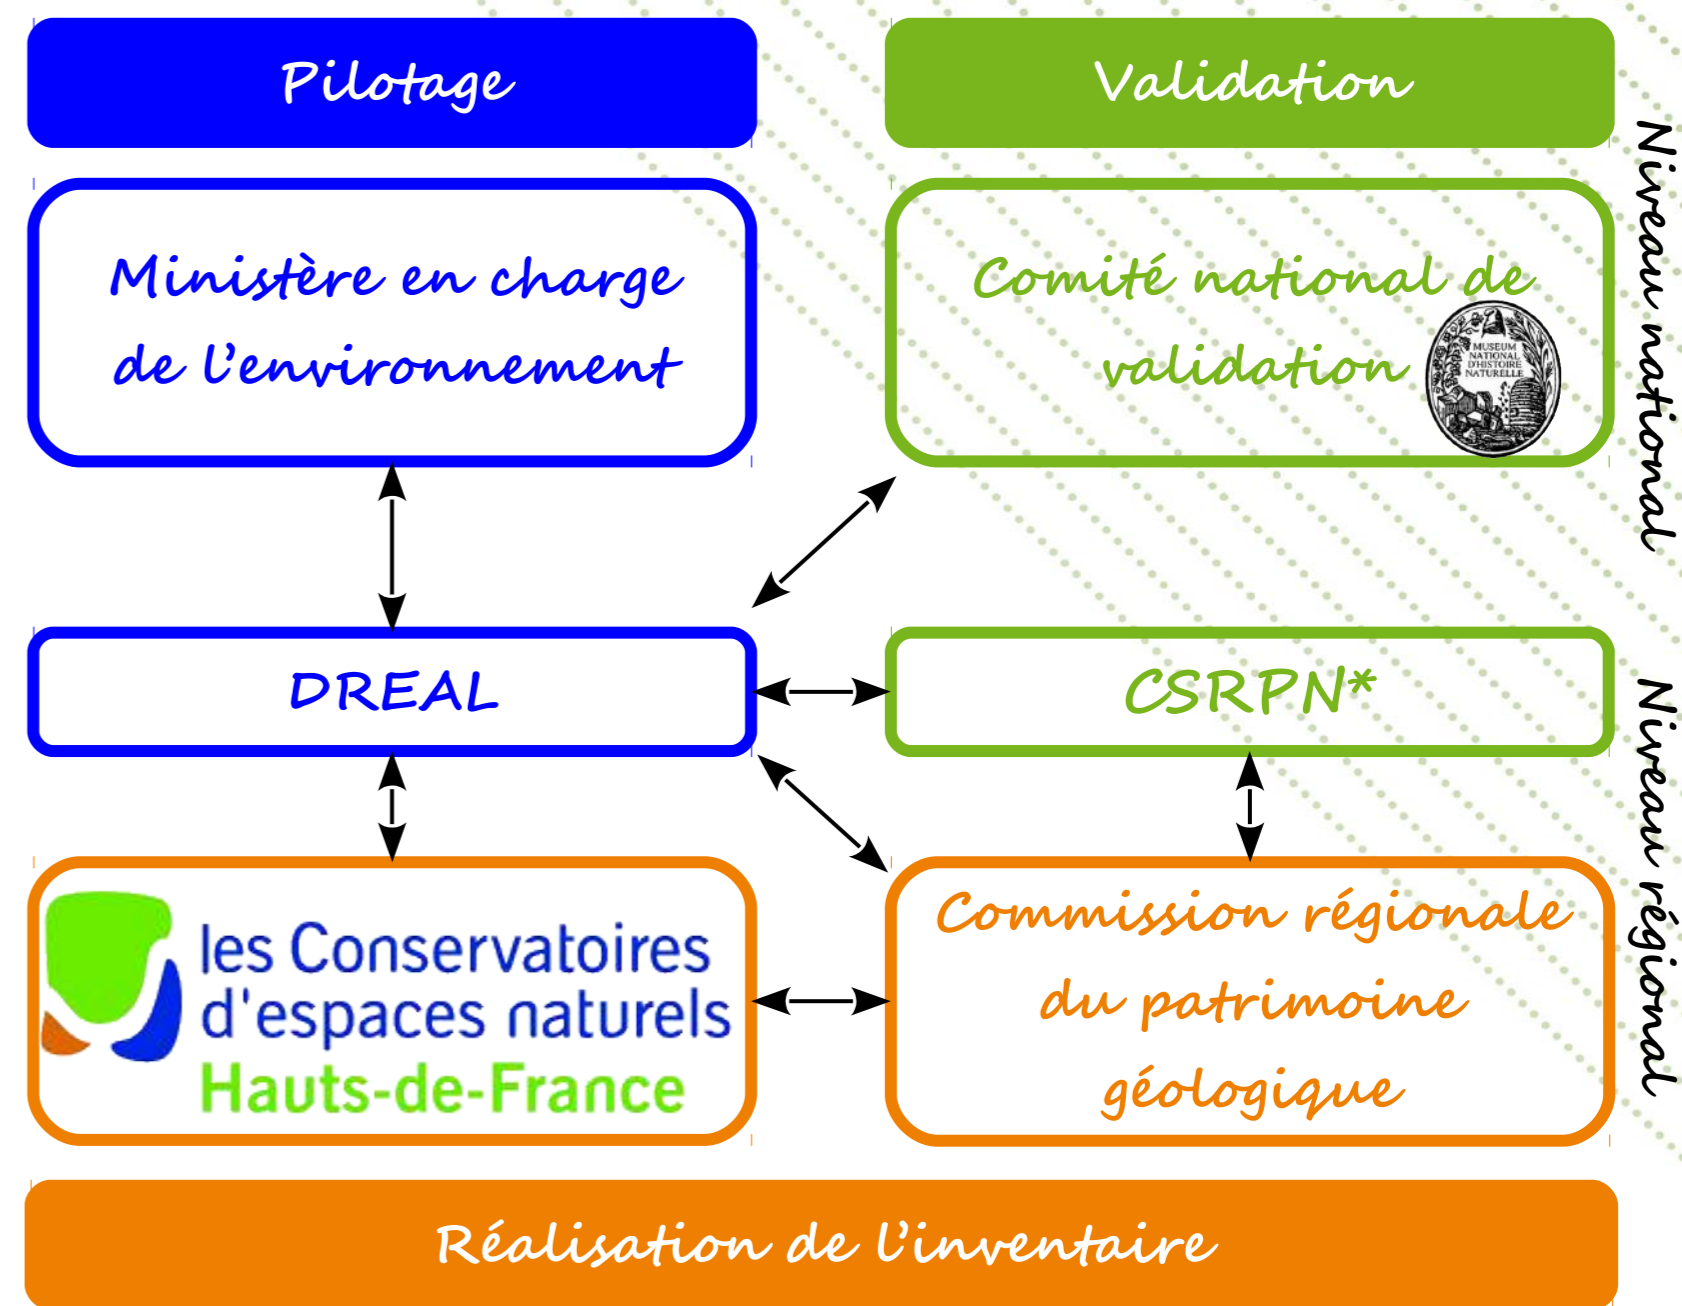 Pilotage
Validation
Ministère en charge
de l'environnement
Comité national de
validation
MUSEUM
NATIONAL
D'HISTOIRE
NATURELLE
Niveau national
DREAL
CSRPN*
les Conservatoires
d'espaces naturels
Hauts-de-France
Commission régionale
du patrimoine
géologique
Niveau régional
Réalisation de l'inventaire